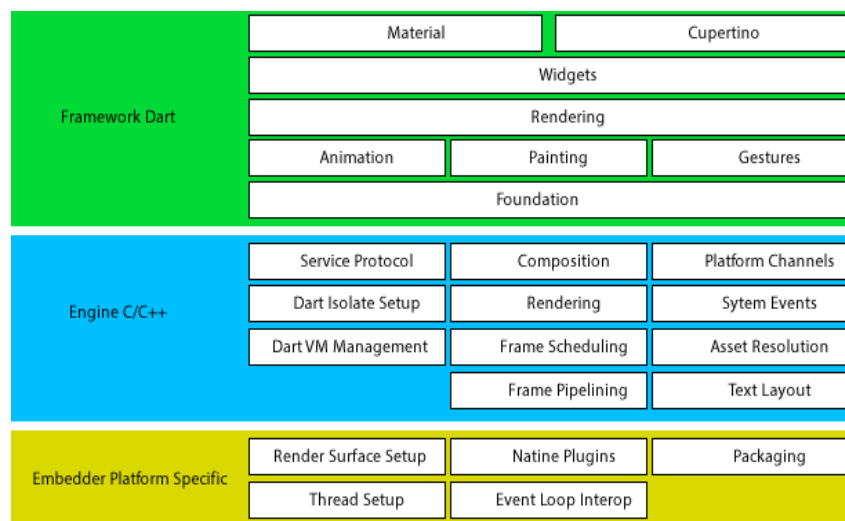 Material
Cupertino
Widgets
Framework Dart
Rendering
Animation
Painting
Gestures
Foundation
Service Protocol
Composition
Platform Channels
Engine C/C++
Dart Isolate Setup
Rendering
Sytem Events
Dart VM Management
Frame Scheduling
Asset Resolution
Frame Pipelining
Text Layout
Embedder Platform Specific
Render Surface Setup
Natine Plugins
Packaging
Thread Setup
Event Loop Interop